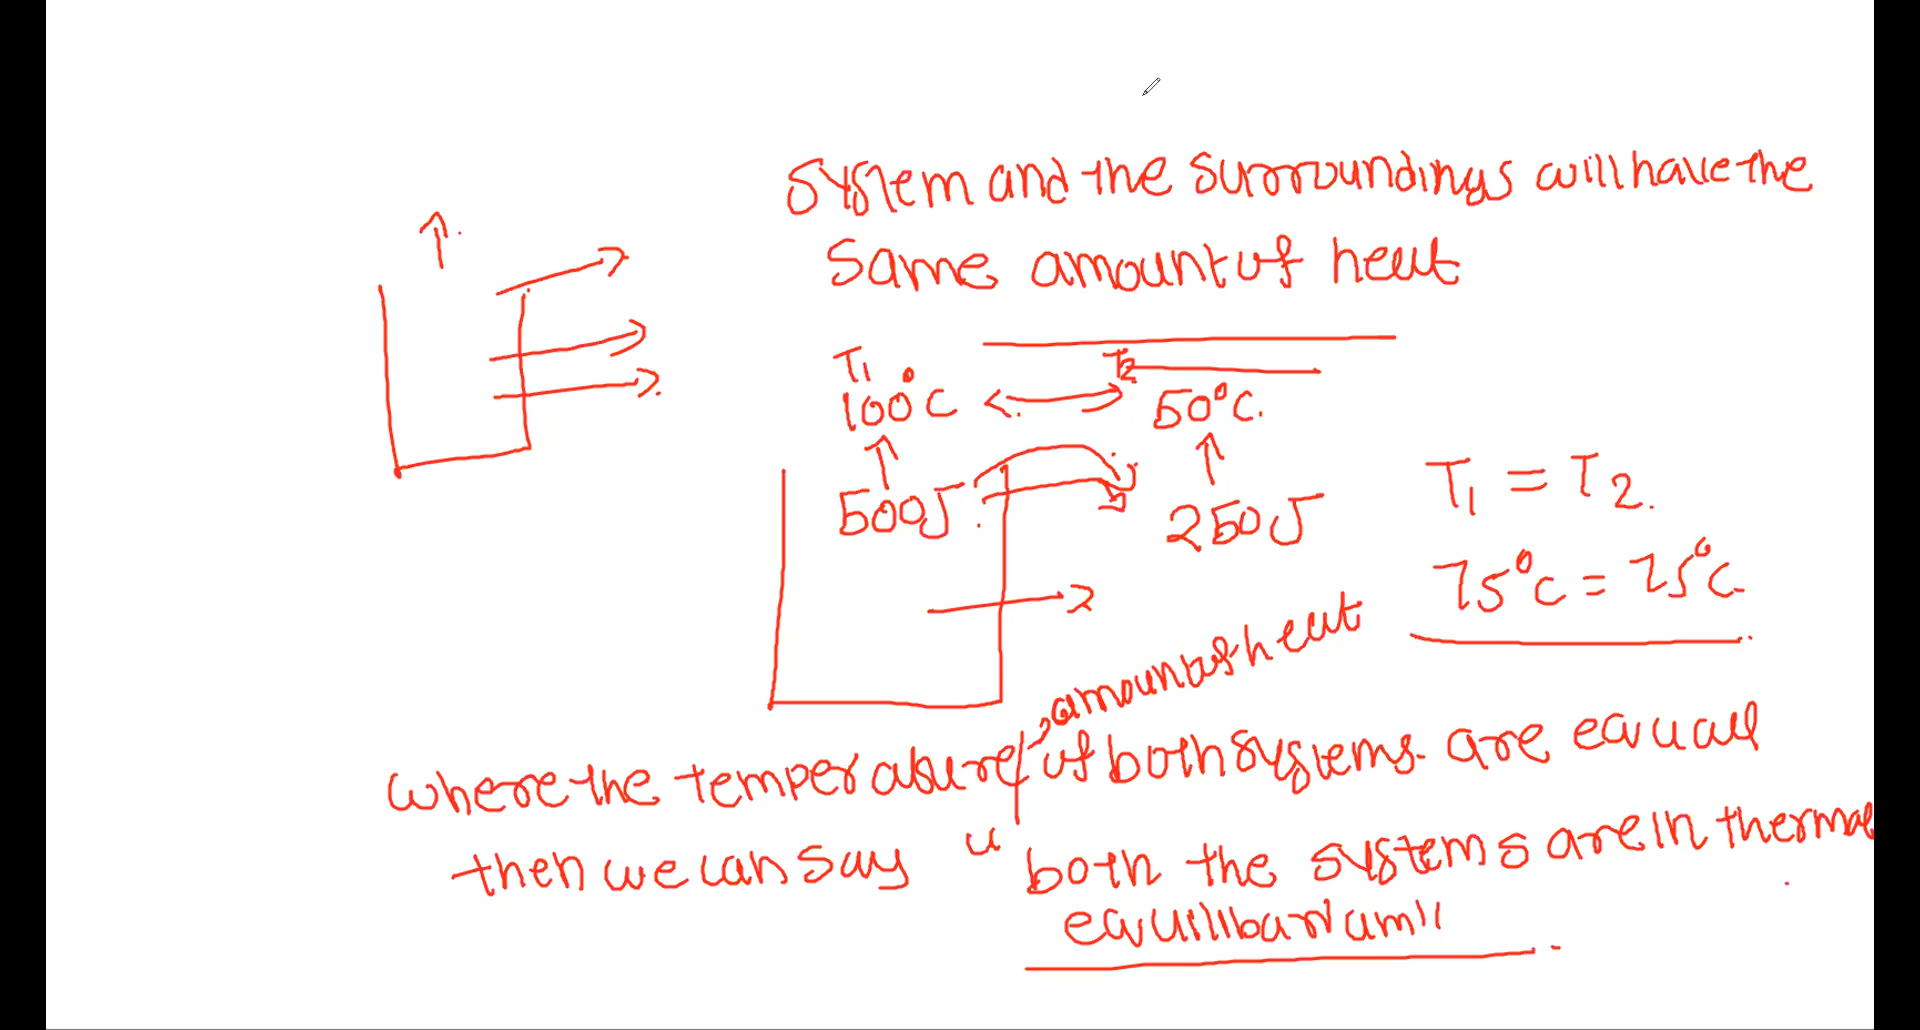 System and the surroundings will have the
same amount of heat
T1 T2
100°C 50°C.
500J 250J
T1 = T2.
75°C = 75°C
amount of heat
where the temperature / of both systems are equal
then we can say " both the systems are in thermal
equilibarium"